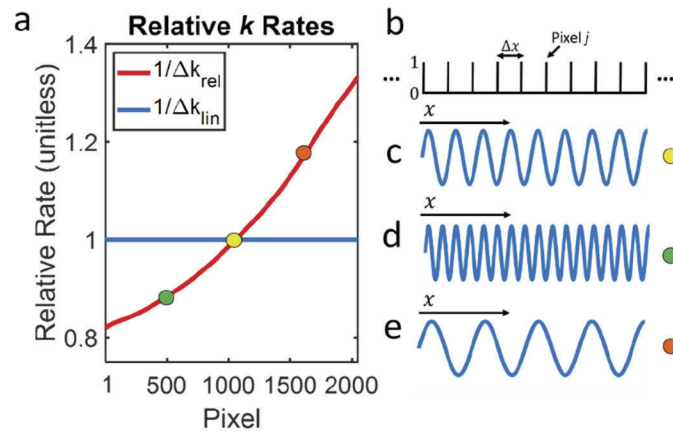 a
Relative k Rates
1.4
1.2
1
0.8
Relative Rate (unitless)
1/Δk_rel
1/Δk_lin
1
500
1000
1500
2000
Pixel
b
Δx
Pixel j
1
0
...
...
c
x
d
x
e
x